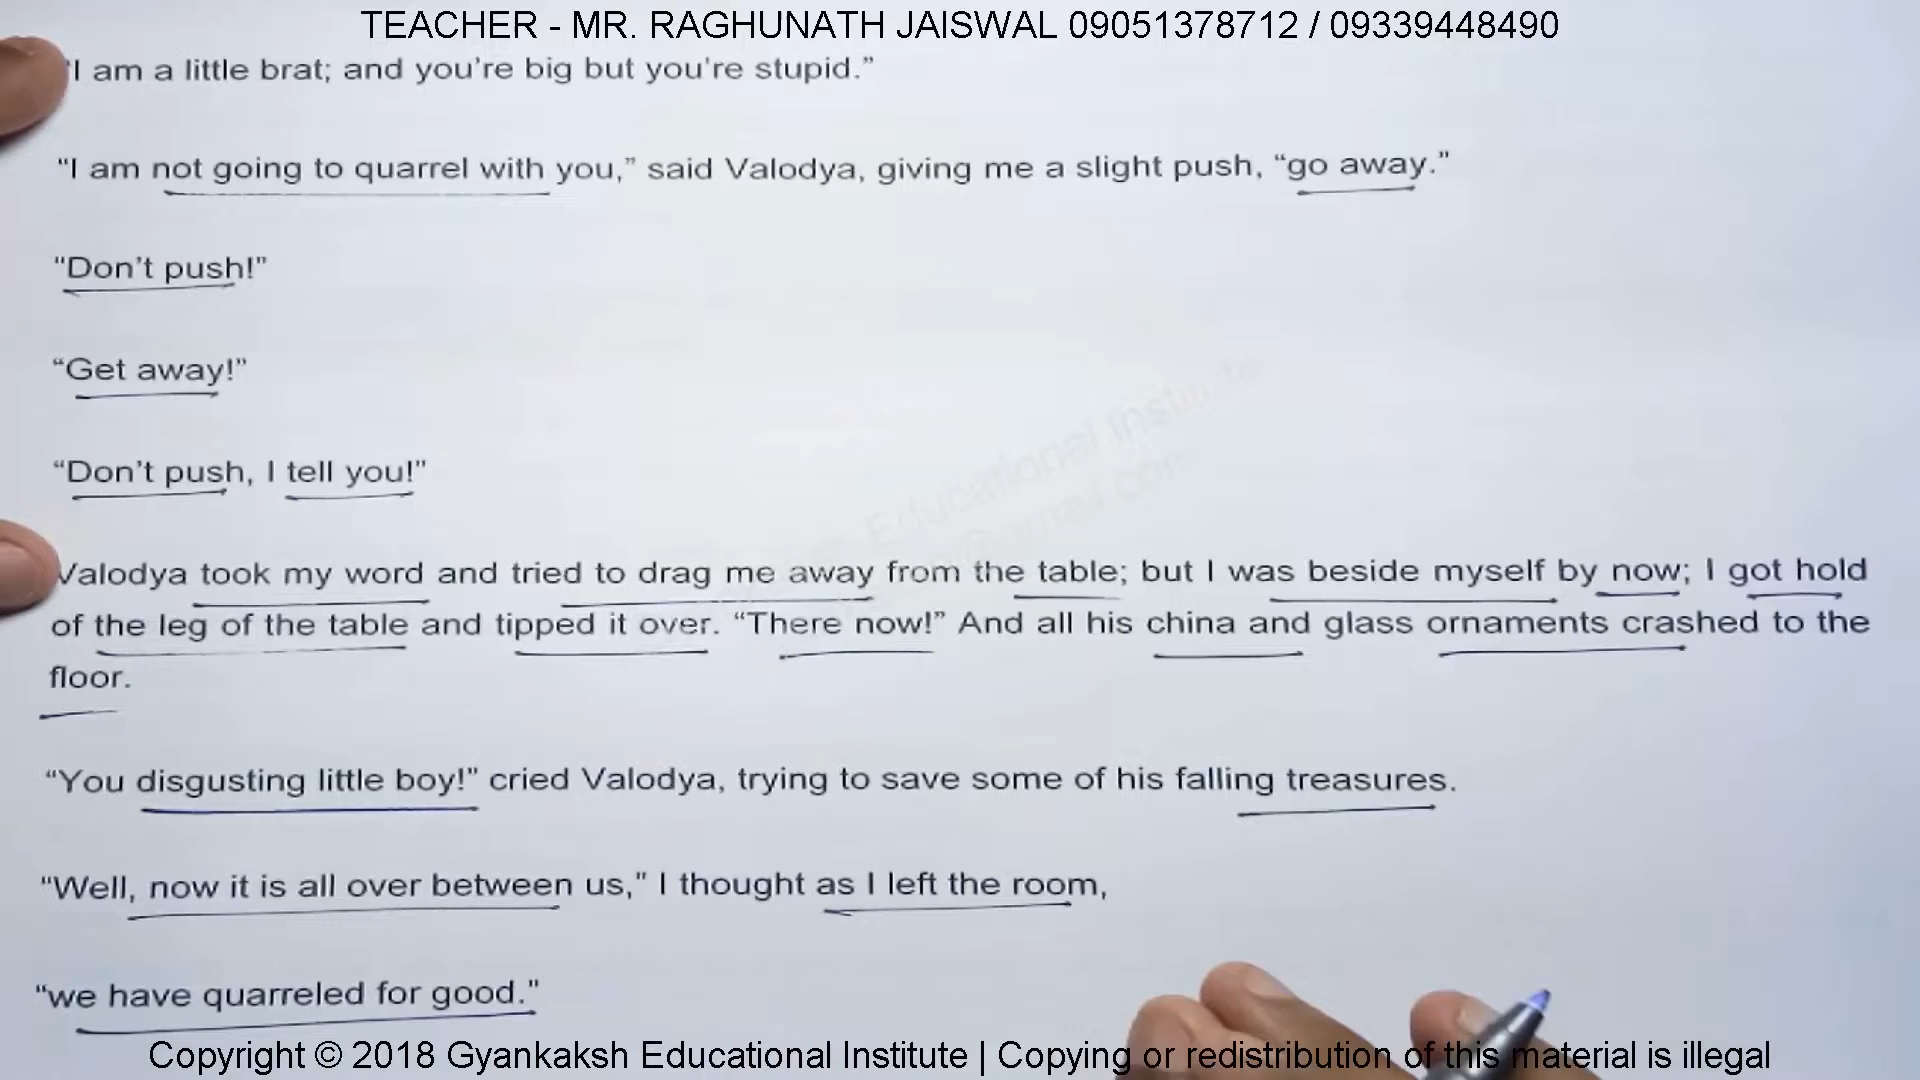 TEACHER - MR. RAGHUNATH JAISWAL 09051378712 / 09339448490
"I am a little brat; and you're big but you're stupid.”
“I am not going to quarrel with you,” said Valodya, giving me a slight push, “go away.”
“Don’t push!”
“Get away!”
“Don’t push, I tell you!”
Valodya took my word and tried to drag me away from the table; but I was beside myself by now; I got hold
of the leg of the table and tipped it over. “There now!” And all his china and glass ornaments crashed to the
floor.
“You disgusting little boy!” cried Valodya, trying to save some of his falling treasures.
“Well, now it is all over between us,” I thought as I left the room,
“we have quarreled for good.”
Educational Institute
@gmail.com
Copyright © 2018 Gyankaksh Educational Institute | Copying or redistribution of this material is illegal